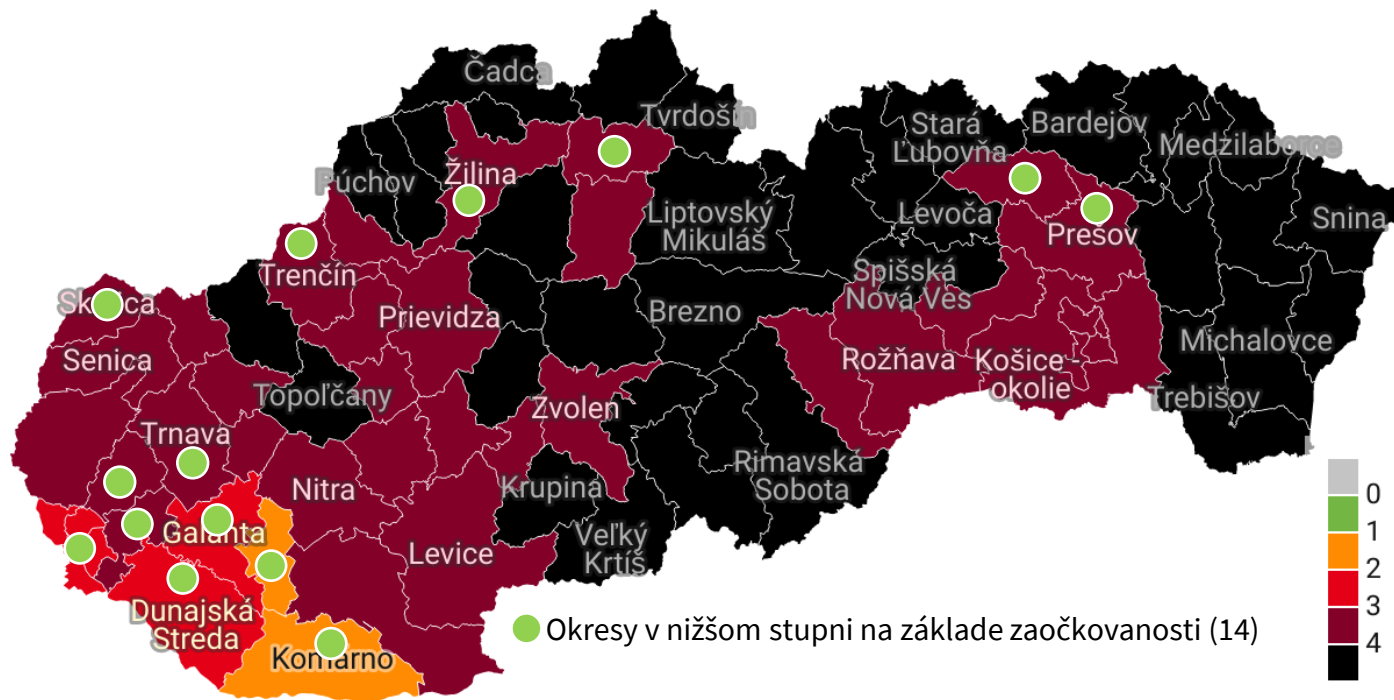 Čadca
Tvrdošín
Stará
Ľubovňa
Bardejov
Medzilaborce
Púchov
Žilina
Liptovský
Mikuláš
Levoča
Prešov
Snina
Trenčín
Spišská
Nová Ves
Skalica
Prievidza
Brezno
Senica
Rožňava
Košice-
okolie
Michalovce
Topoľčany
Zvolen
Trebišov
Trnava
Nitra
Krupina
Rimavská
Sobota
Galanta
Levice
Veľký
Krtíš
Dunajská
Streda
Komárno
Okresy v nižšom stupni na základe zaočkovanosti (14)
0
1
2
3
4